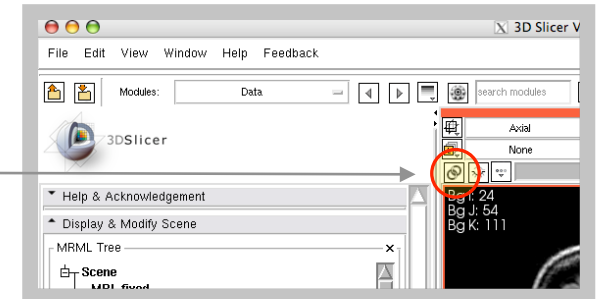 3D Slicer V
File Edit View Window Help Feedback
Modules: Data search modules
Axial
3DSlicer
None
Help & Acknowledgement
Bg I: 24
Display & Modify Scene
Bg J: 54
Bg K: 111
MRML Tree
Scene
MRI_fixed